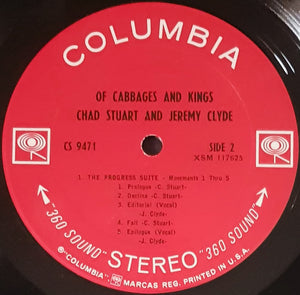 COLUMBIA
OF CABBAGES AND KINGS
CHAD STUART AND JEREMY CLYDE
CS 9471
SIDE 2
XSM 117623
1. THE PROGRESS SUITE - Movements 1 Thru 5
1. Prologue -C. Stuart-
2. Decline -C. Stuart-
3. Editorial (Vocal)
-J. Clyde-
4. Fall -C. Stuart-
5. Epilogue (Vocal)
-J. Clyde-
"360 SOUND" STEREO "360 SOUND"
® "COLUMBIA", MARCAS REG. PRINTED IN U.S.A.